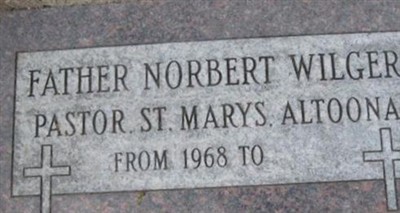 FATHER NORBERT WILGER
PASTOR. ST. MARYS. ALTOONA
FROM 1968 TO